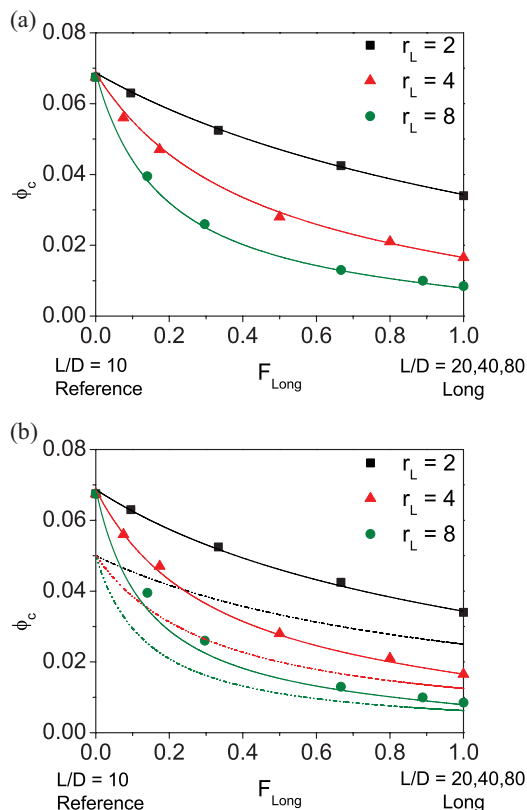 (a)
0.08
0.06
0.04
0.02
0.00
ϕc
r_L = 2
r_L = 4
r_L = 8
0.0 0.2 0.4 0.6 0.8 1.0
L/D = 10 L/D = 20,40,80
Reference F_Long Long
(b)
0.08
0.06
0.04
0.02
0.00
ϕc
r_L = 2
r_L = 4
r_L = 8
0.0 0.2 0.4 0.6 0.8 1.0
L/D = 10 L/D = 20,40,80
Reference F_Long Long